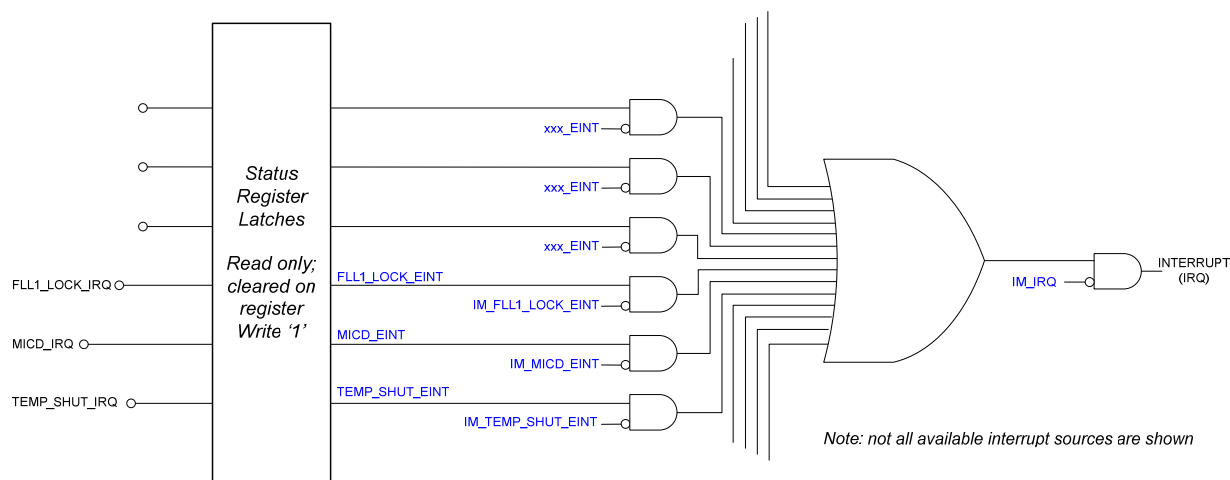 xxx_EINT
xxx_EINT
xxx_EINT
Status
Register
Latches
Read only;
cleared on
register
Write ‘1’
FLL1_LOCK_IRQ
FLL1_LOCK_EINT
IM_FLL1_LOCK_EINT
MICD_IRQ
MICD_EINT
IM_MICD_EINT
TEMP_SHUT_IRQ
TEMP_SHUT_EINT
IM_TEMP_SHUT_EINT
IM_IRQ
INTERRUPT
(IRQ)
Note: not all available interrupt sources are shown